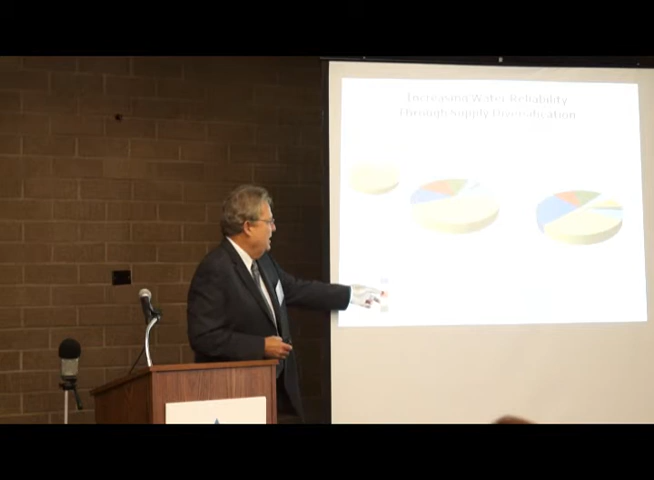 Increasing Water Reliability
Through Supply Diversification